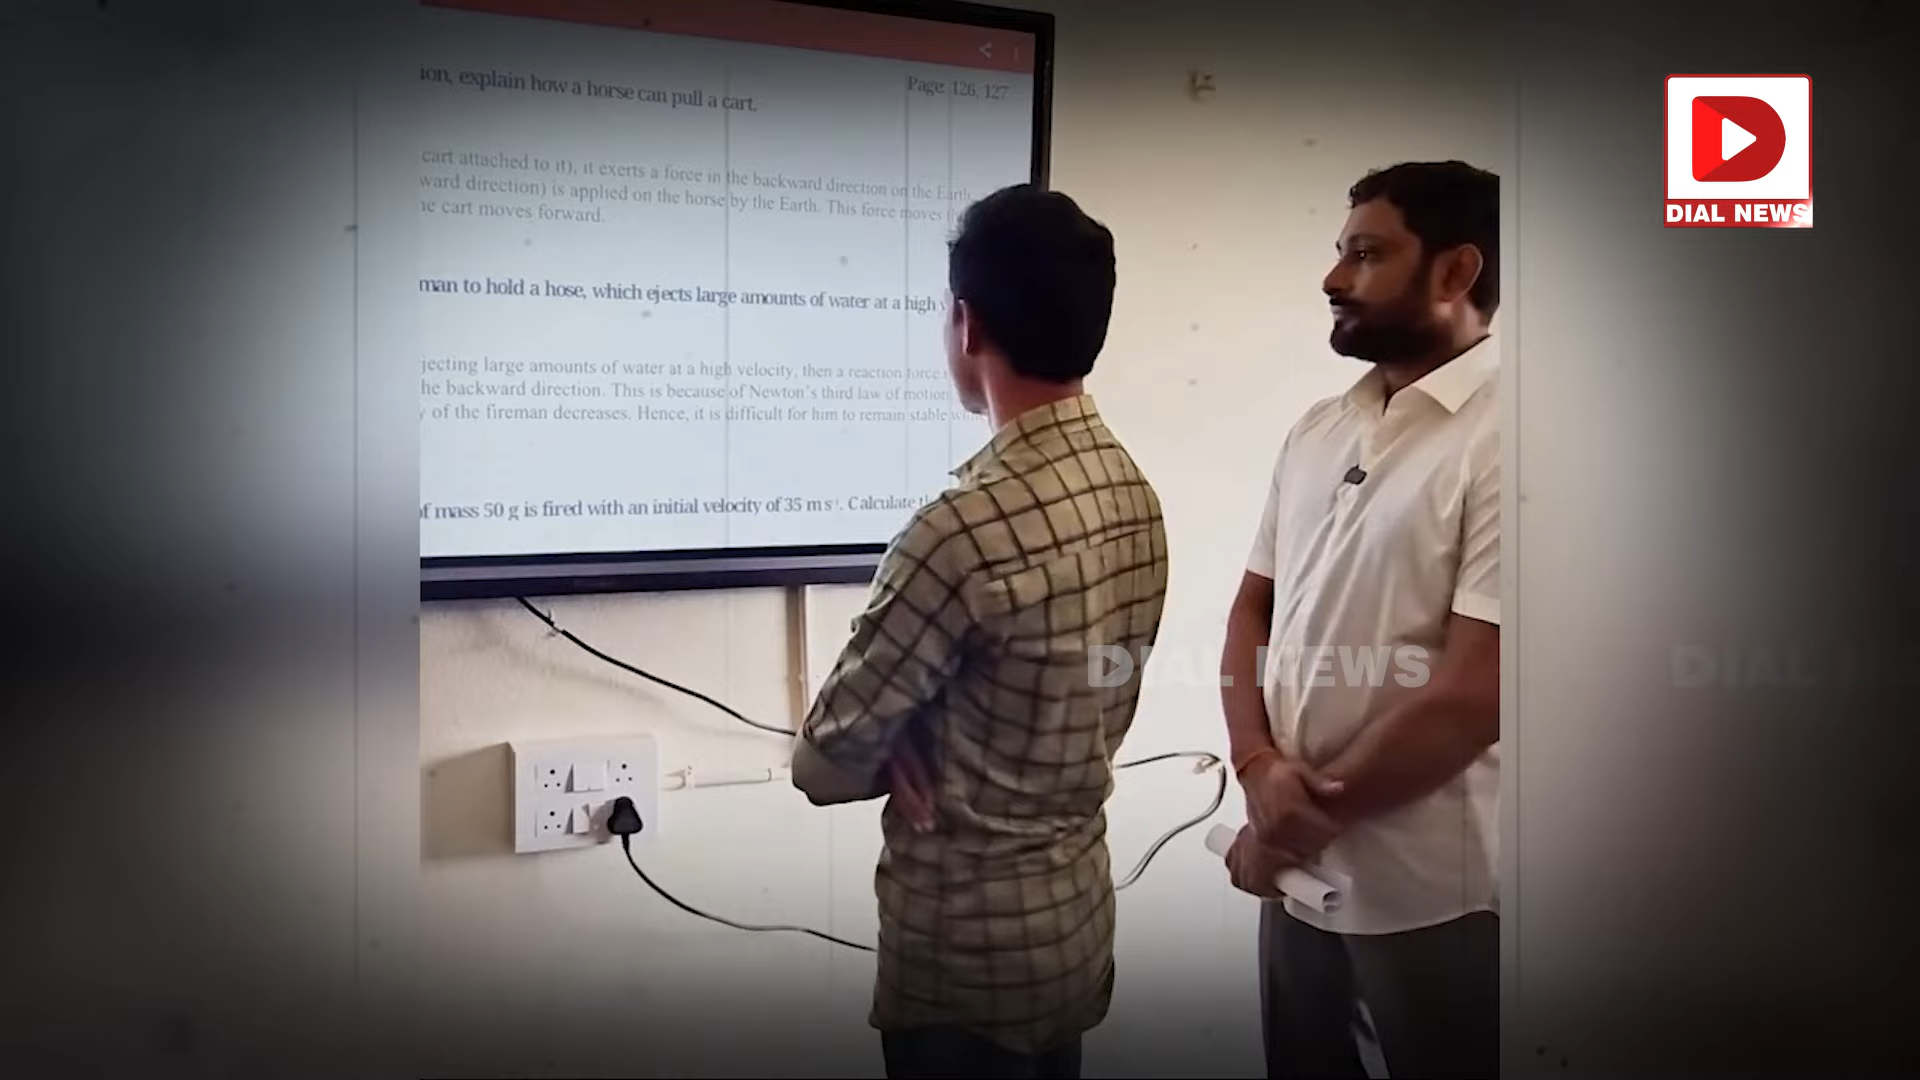 ion, explain how a horse can pull a cart.
Page: 126, 127
cart attached to it), it exerts a force in the backward direction on the Earth
ward direction) is applied on the horse by the Earth. This force moves
he cart moves forward.
man to hold a hose, which ejects large amounts of water at a high
jecting large amounts of water at a high velocity, then a reaction force
he backward direction. This is because of Newton's third law of motion
y of the fireman decreases. Hence, it is difficult for him to remain stable
of mass 50 g is fired with an initial velocity of 35 m s⁻¹. Calculate
DIAL NEWS
DIAL NEWS
DIAL NE